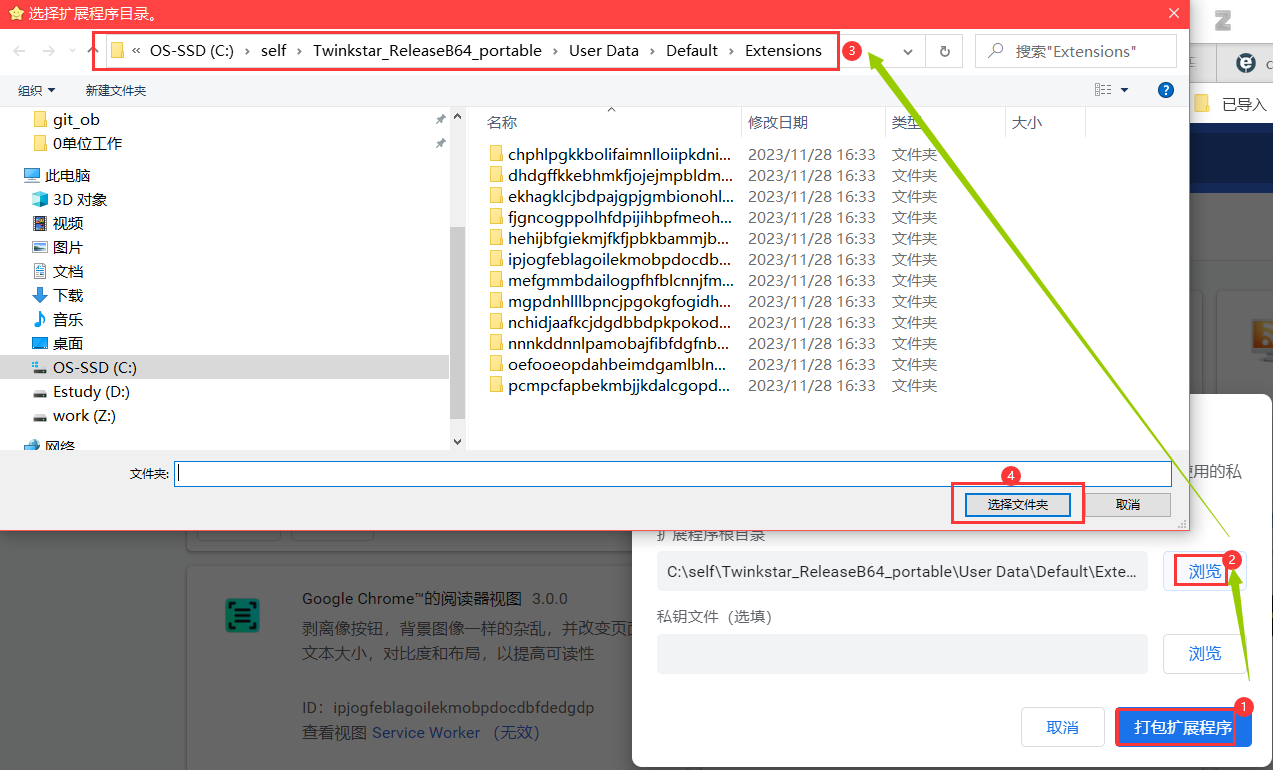 选择扩展程序目录。
« OS-SSD (C:) › self › Twinkstar_ReleaseB64_portable › User Data › Default › Extensions
3
搜索"Extensions"
组织 新建文件夹
?
已导入
git_ob
0单位工作
此电脑
3D 对象
视频
图片
文档
下载
音乐
桌面
OS-SSD (C:)
Estudy (D:)
work (Z:)
网络
名称 修改日期 类型 大小
chphlpgkkbolifaimnlloiipkdni... 2023/11/28 16:33 文件夹
dhdgffkkebhmkfjojejmpbldm... 2023/11/28 16:33 文件夹
ekhagklcjbdpajgpjgmbionohl... 2023/11/28 16:33 文件夹
fjgncogppolhfdpijihbpfmeoh... 2023/11/28 16:33 文件夹
hehijbfgiekmjfkfjpbkbammjb... 2023/11/28 16:33 文件夹
ipjogfeblagoilekmobpdocdb... 2023/11/28 16:33 文件夹
mefgmmbdailogpfhfblcnnjfm... 2023/11/28 16:33 文件夹
mgpdnhlllbpncjpgokgfogidh... 2023/11/28 16:33 文件夹
nchidjaafkcjdgdbbdpkpokod... 2023/11/28 16:33 文件夹
nnnkddnnlpamobajfibfdgfnb... 2023/11/28 16:33 文件夹
oefooeopdahbeimdgamlbln... 2023/11/28 16:33 文件夹
pcmpcfapbekmbjjkdalcgopd... 2023/11/28 16:33 文件夹
文件夹:
4
选择文件夹 取消
使用的私
扩展程序根目录
C:\self\Twinkstar_ReleaseB64_portable\User Data\Default\Exte...
浏览
2
私钥文件（选填）
浏览
取消
打包扩展程序
1
Google Chrome™的阅读器视图 3.0.0
剥离像按钮，背景图像一样的杂乱，并改变页面
文本大小，对比度和布局，以提高可读性
ID：ipjogfeblagoilekmobpdocdbfdedgdp
查看视图 Service Worker （无效）